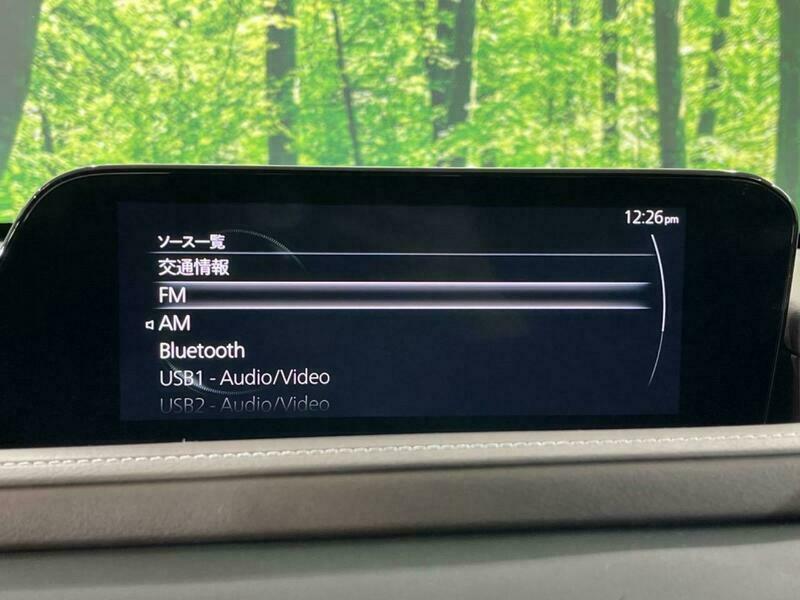 12:26pm
ソース一覧
交通情報
FM
AM
Bluetooth
USB1 - Audio/Video
USB2 - Audio/Video